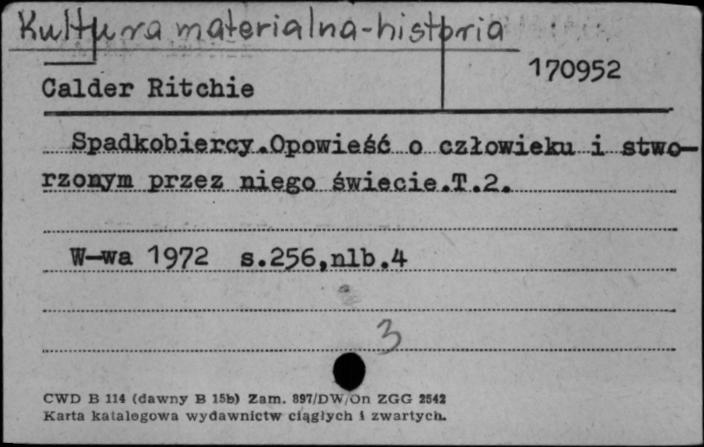 Kultura materialna-historia
170952
Calder Ritchie
Spadkobiercy.Opowieść o człowieku i stwo-
rzonym przez niego świecie.T.2.
W-wa 1972 s.256,nlb.4
3
CWD B 114 (dawny B 15b) Zam. 897/DW/On ZGG 2542
Karta katalogowa wydawnictw ciągłych i zwartych.